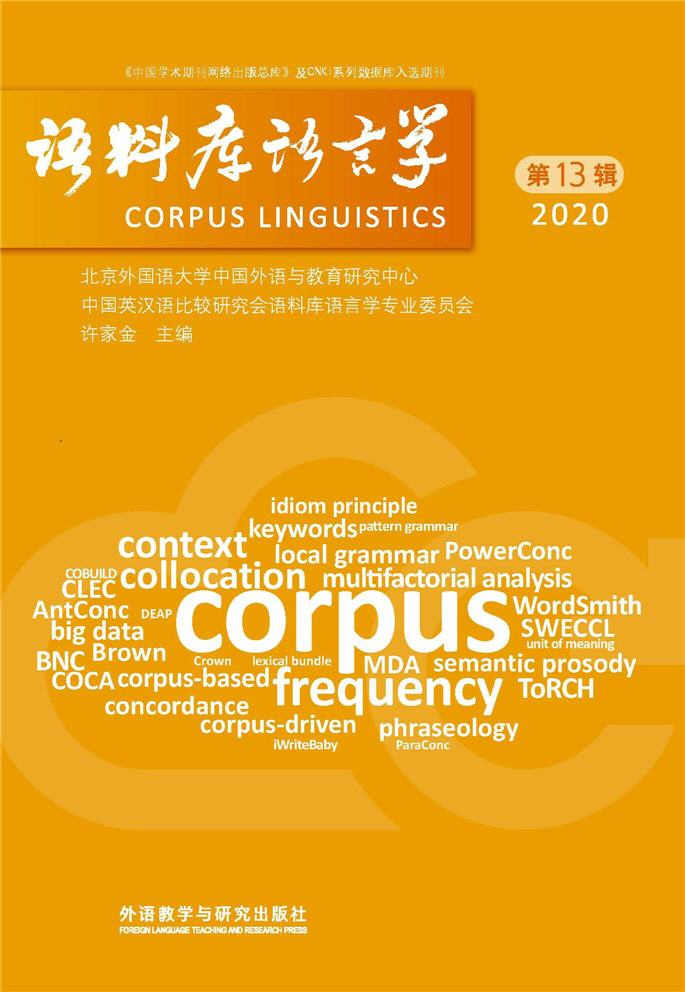 《中国学术期刊网络出版总库》及CNKI系列数据库入选期刊
语料库语言学
CORPUS LINGUISTICS
第13辑
2020
北京外国语大学中国外语与教育研究中心
中国英汉语比较研究会语料库语言学专业委员会
许家金 主编
idiom principle
keywords pattern grammar
context local grammar PowerConc
COBUILD collocation multifactorial analysis
CLEC
corpus
AntConc DEAP WordSmith
big data SWECCL
unit of meaning
BNC Brown Crown lexical bundle MDA semantic prosody
COCA corpus-based frequency ToRCH
concordance
corpus-driven phraseology
iWriteBaby ParaConc
外语教学与研究出版社
FOREIGN LANGUAGE TEACHING AND RESEARCH PRESS